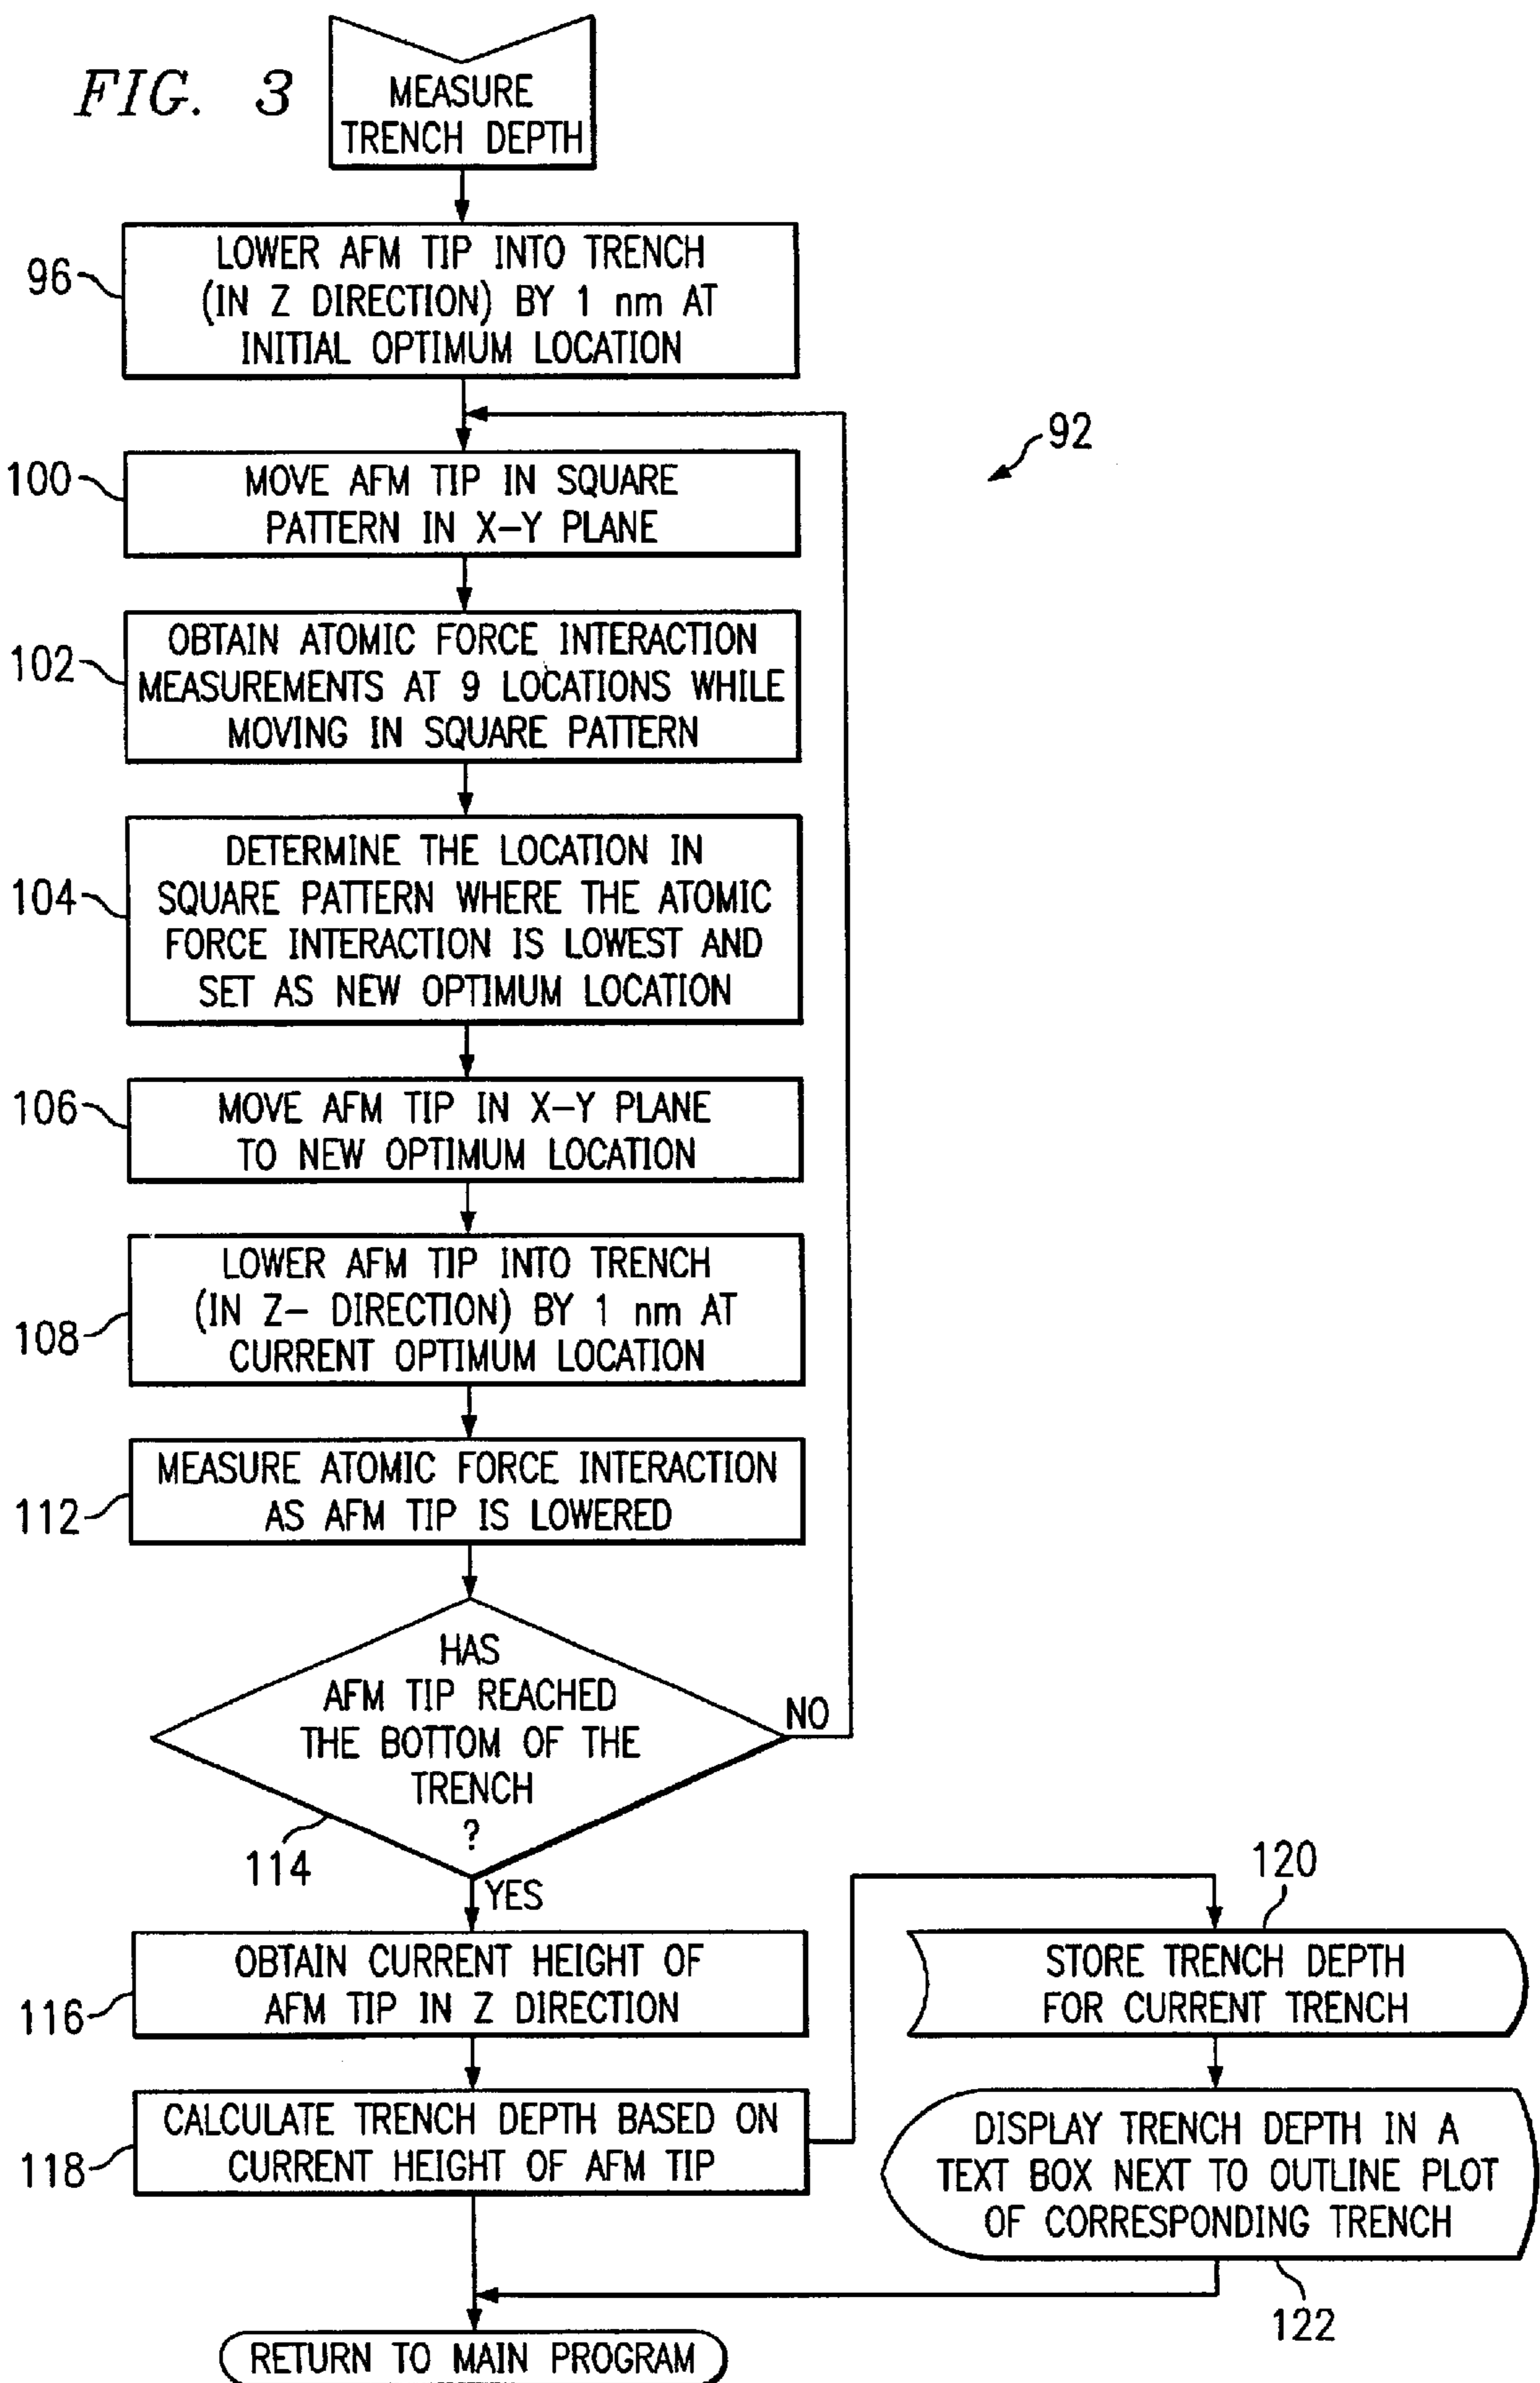 FIG. 3
MEASURE
TRENCH DEPTH
96
LOWER AFM TIP INTO TRENCH
(IN Z DIRECTION) BY 1 nm AT
INITIAL OPTIMUM LOCATION
92
100
MOVE AFM TIP IN SQUARE
PATTERN IN X-Y PLANE
102
OBTAIN ATOMIC FORCE INTERACTION
MEASUREMENTS AT 9 LOCATIONS WHILE
MOVING IN SQUARE PATTERN
104
DETERMINE THE LOCATION IN
SQUARE PATTERN WHERE THE ATOMIC
FORCE INTERACTION IS LOWEST AND
SET AS NEW OPTIMUM LOCATION
106
MOVE AFM TIP IN X-Y PLANE
TO NEW OPTIMUM LOCATION
108
LOWER AFM TIP INTO TRENCH
(IN Z- DIRECTION) BY 1 nm AT
CURRENT OPTIMUM LOCATION
112
MEASURE ATOMIC FORCE INTERACTION
AS AFM TIP IS LOWERED
HAS
AFM TIP REACHED
THE BOTTOM OF THE
TRENCH
?
NO
114
YES
116
OBTAIN CURRENT HEIGHT OF
AFM TIP IN Z DIRECTION
118
CALCULATE TRENCH DEPTH BASED ON
CURRENT HEIGHT OF AFM TIP
120
STORE TRENCH DEPTH
FOR CURRENT TRENCH
DISPLAY TRENCH DEPTH IN A
TEXT BOX NEXT TO OUTLINE PLOT
OF CORRESPONDING TRENCH
122
RETURN TO MAIN PROGRAM